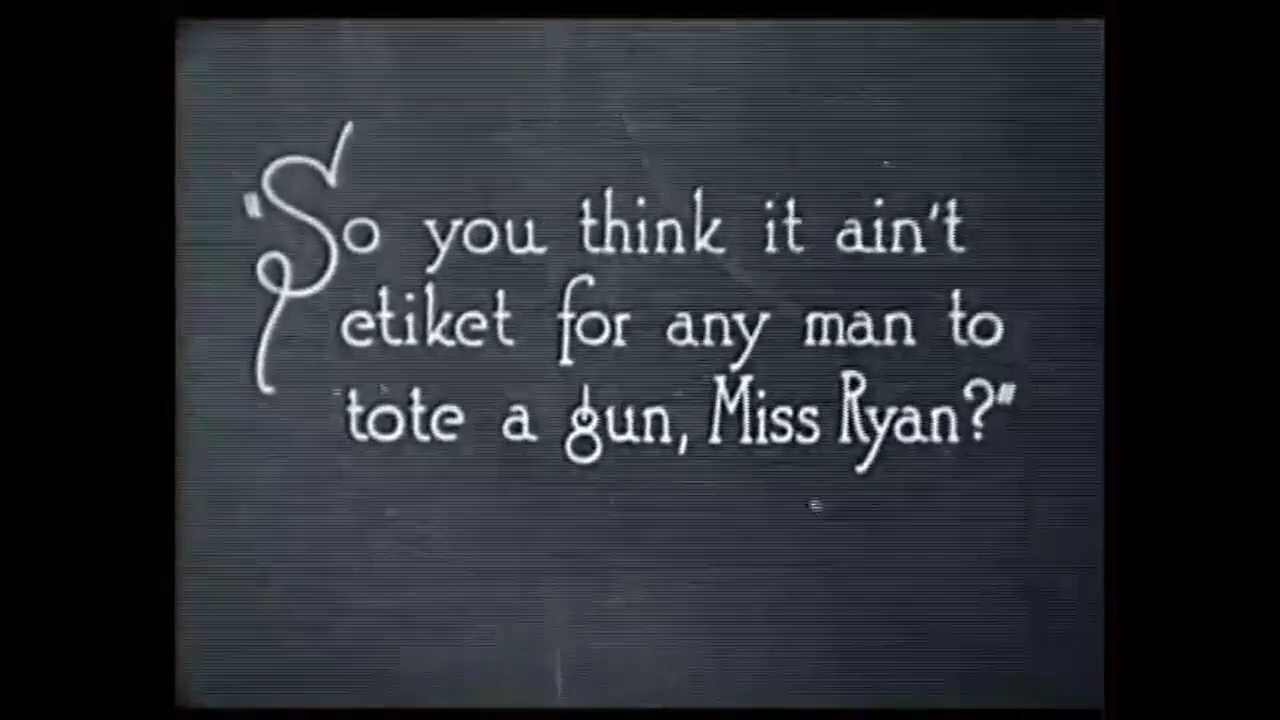 "So you think it ain't
etiket for any man to
tote a gun, Miss Ryan?"